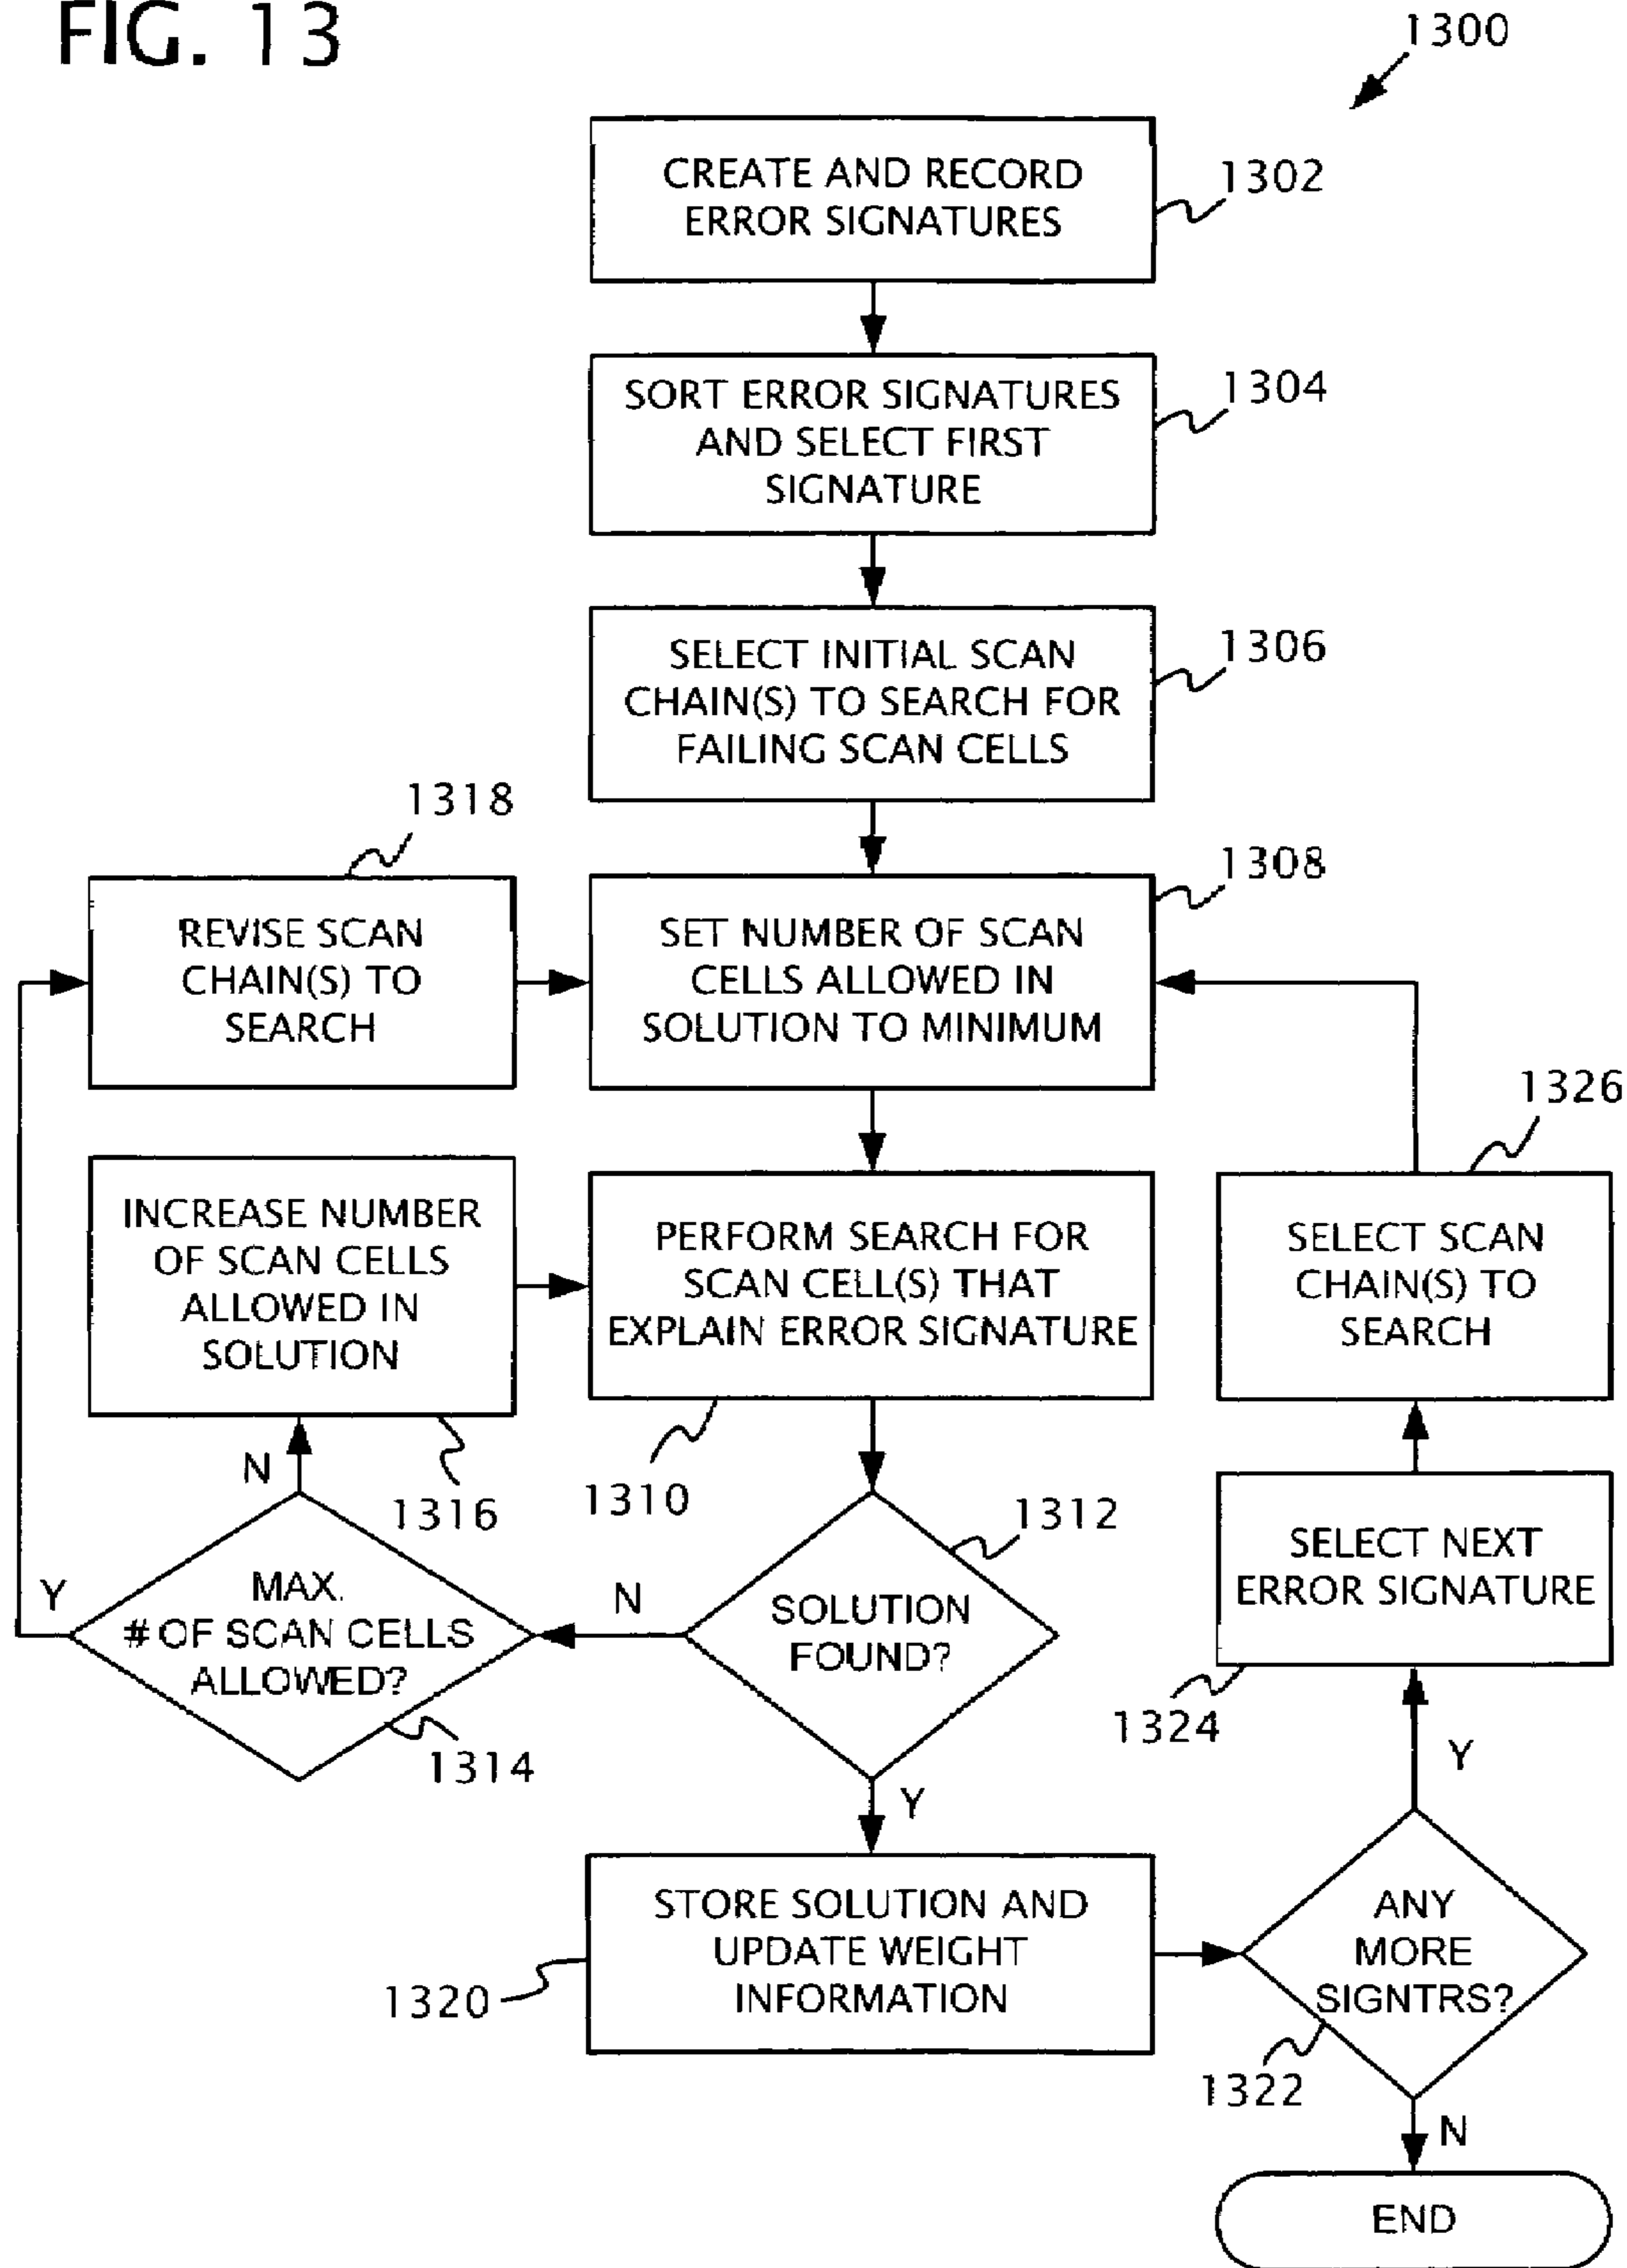 FIG. 13
1300
CREATE AND RECORD
ERROR SIGNATURES
1302
SORT ERROR SIGNATURES
AND SELECT FIRST
SIGNATURE
1304
SELECT INITIAL SCAN
CHAIN(S) TO SEARCH FOR
FAILING SCAN CELLS
1306
1318
REVISE SCAN
CHAIN(S) TO
SEARCH
SET NUMBER OF SCAN
CELLS ALLOWED IN
SOLUTION TO MINIMUM
1308
1326
INCREASE NUMBER
OF SCAN CELLS
ALLOWED IN
SOLUTION
PERFORM SEARCH FOR
SCAN CELL(S) THAT
EXPLAIN ERROR SIGNATURE
SELECT SCAN
CHAIN(S) TO
SEARCH
N
1316
1310
1312
SELECT NEXT
ERROR SIGNATURE
Y
MAX.
# OF SCAN CELLS
ALLOWED?
N
SOLUTION
FOUND?
1314
1324
Y
Y
STORE SOLUTION AND
UPDATE WEIGHT
INFORMATION
1320
ANY
MORE
SIGNTRS?
1322
N
END